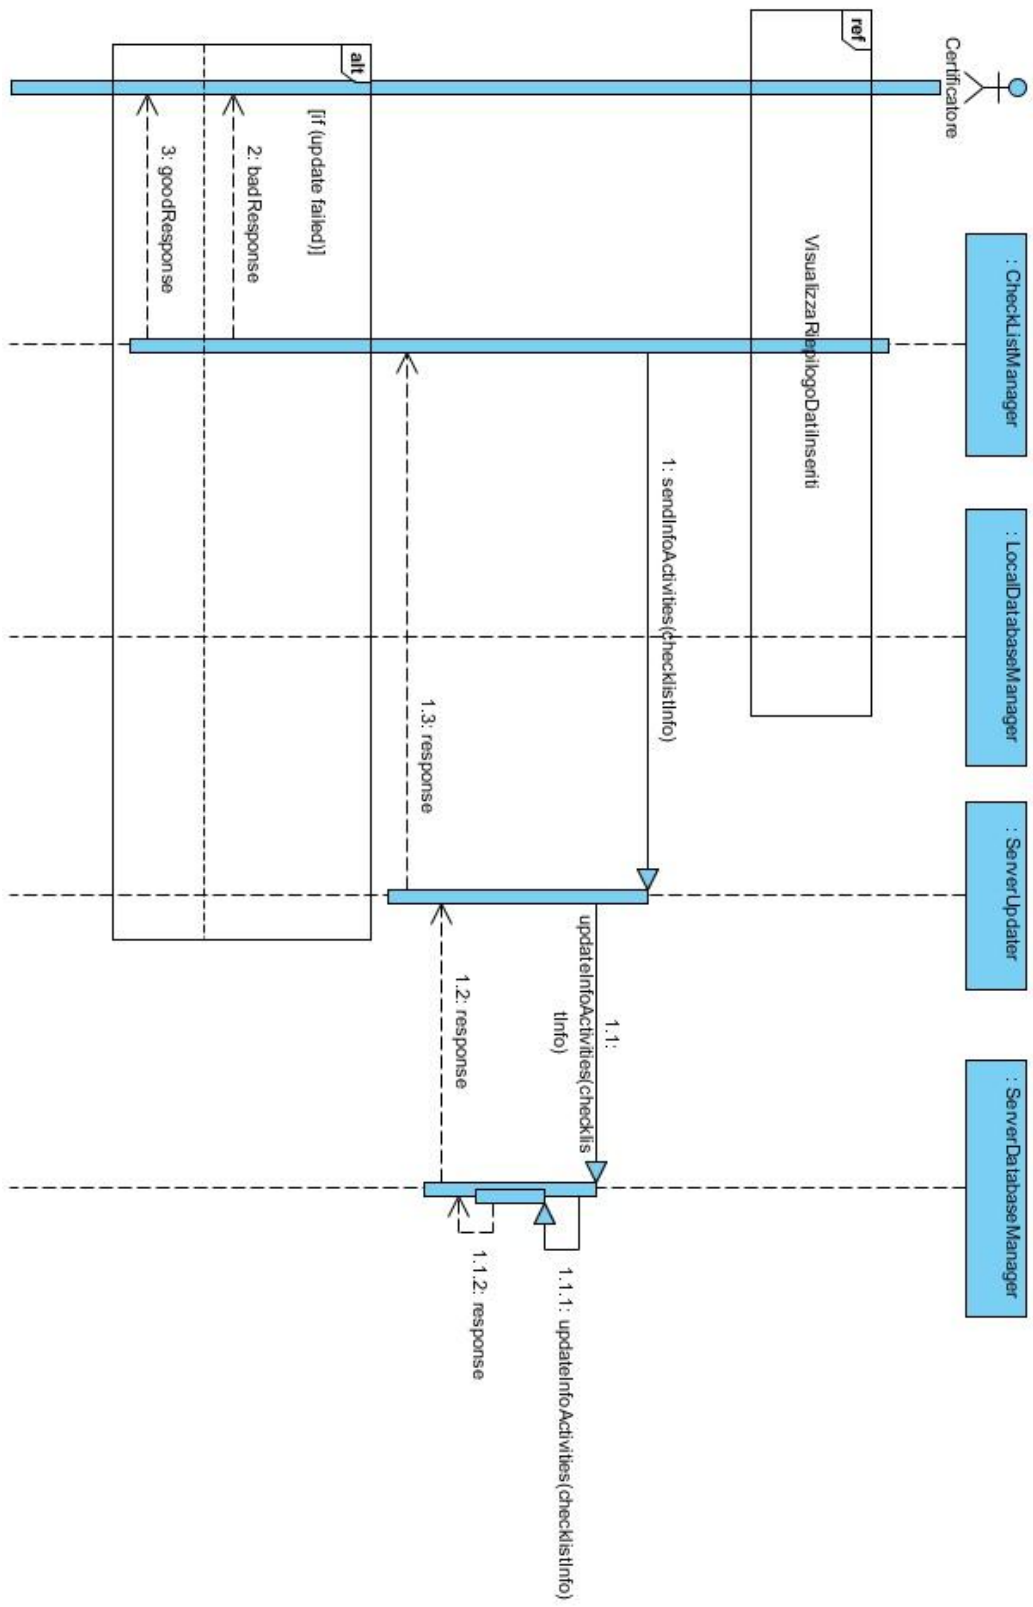 Certificatore
: CheckListManager
: LocalDatabaseManager
: ServerUpdater
: ServerDatabaseManager
ref
VisualizzaRiepilogoDatiInseriti
1: sendInfoActivities(checklistInfo)
1.1:
updateInfoActivities(checklis
tInfo)
1.1.1: updateInfoActivities(checklistInfo)
1.1.2: response
1.2: response
1.3: response
alt
[if (update failed)]
2: badResponse
3: goodResponse